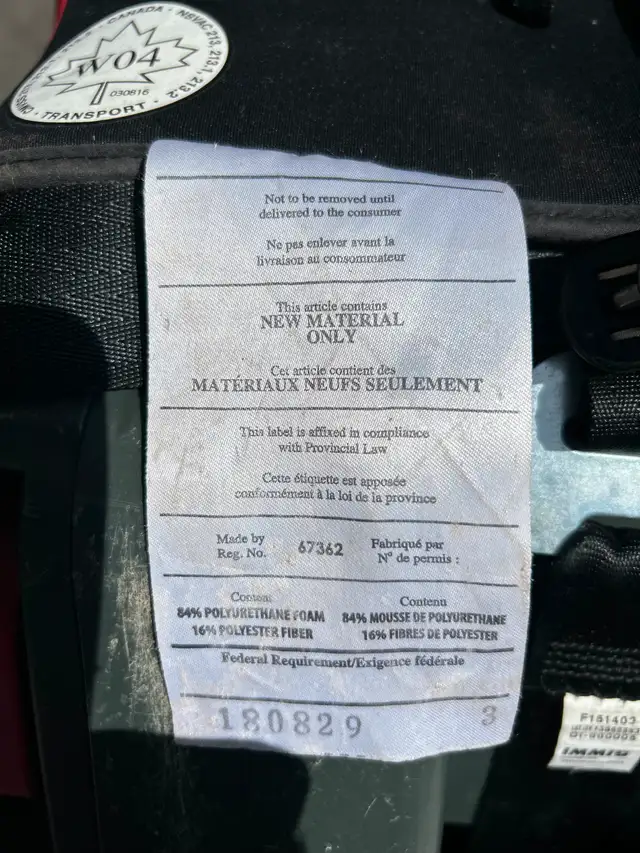 CANADA · NSVAC 213, 213.1, 213.2
W04
030816
TRANSPORT
Not to be removed until
delivered to the consumer
Ne pas enlever avant la
livraison au consommateur
This article contains
NEW MATERIAL
ONLY
Cet article contient des
MATÉRIAUX NEUFS SEULEMENT
This label is affixed in compliance
with Provincial Law
Cette étiquette est apposée
conformément à la loi de la province
Made by
Reg. No.
67362
Fabriqué par
Nº de permis :
Content
84% POLYURETHANE FOAM
16% POLYESTER FIBER
Contenu
84% MOUSSE DE POLYURETHANE
16% FIBRES DE POLYESTER
Federal Requirement/Exigence fédérale
180829
3
F151403
IMMIG